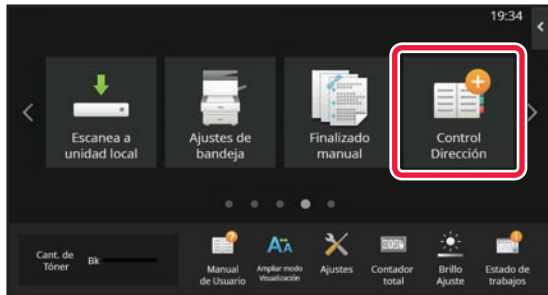 19:34
Escanea a
unidad local
Ajustes de
bandeja
Finalizado
manual
Control
Dirección
Cant. de
Tóner
Bk
Manual
de Usuario
Ampliar modo
Visualización
Ajustes
Contador
total
Brillo
Ajuste
Estado de
trabajos